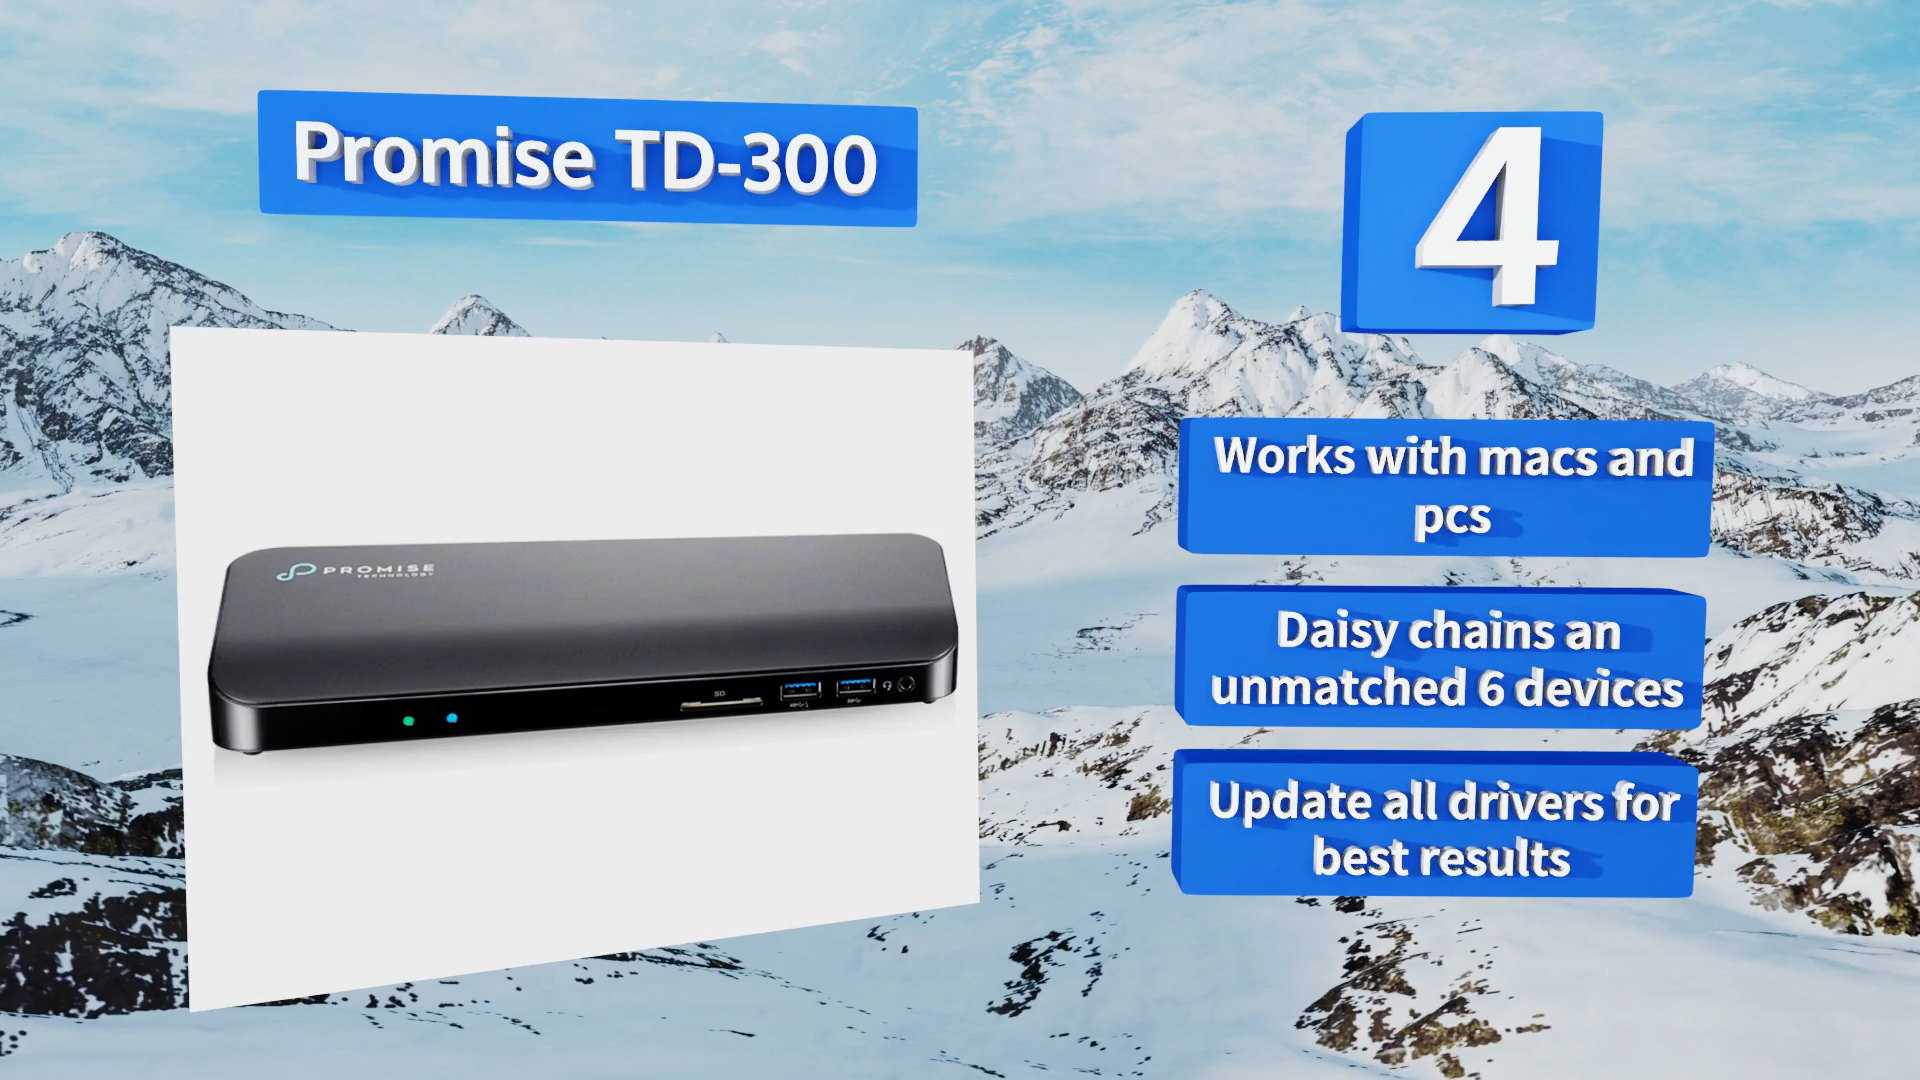 Promise TD-300
4
PROMISE
TECHNOLOGY
SD
Works with macs and
pcs
Daisy chains an
unmatched 6 devices
Update all drivers for
best results